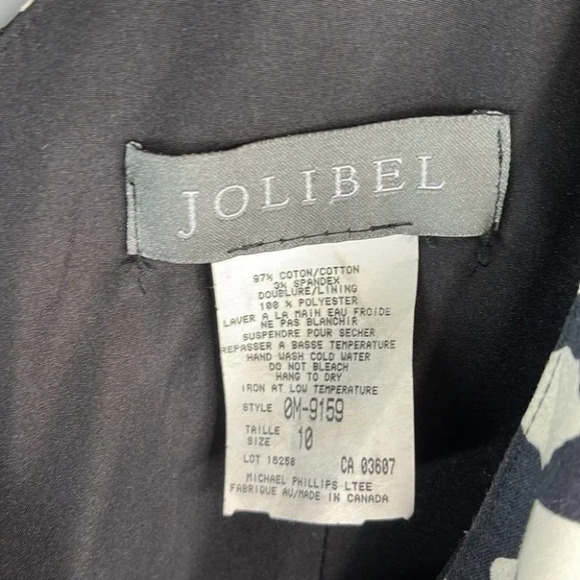 JOLIBEL
97% COTON/COTTON
3% SPANDEX
DOUBLURE/LINING
100 % POLYESTER
LAVER A LA MAIN EAU FROIDE
NE PAS BLANCHIR
SUSPENDRE POUR SECHER
REPASSER A BASSE TEMPERATURE
HAND WASH COLD WATER
DO NOT BLEACH
HANG TO DRY
IRON AT LOW TEMPERATURE
STYLE 0M-9159
TAILLE
SIZE 10
LOT 16258 CA 03607
MICHAEL PHILLIPS LTEE
FABRIQUE AU/MADE IN CANADA